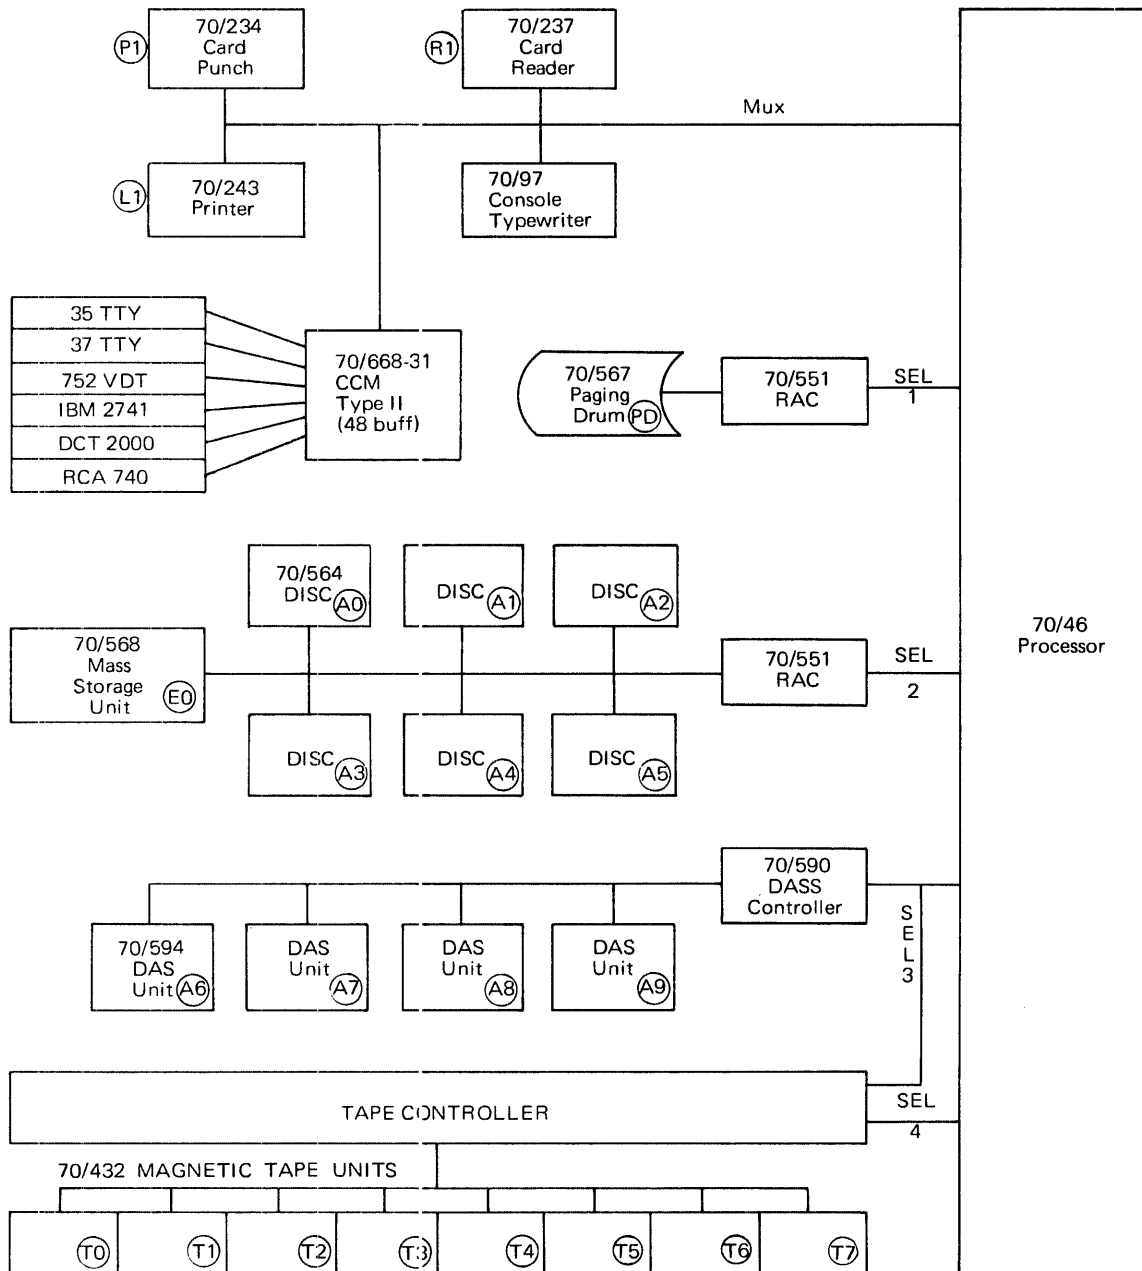 70/234
Card
Punch
P1
70/237
Card
Reader
R1
Mux
L1
70/243
Printer
70/97
Console
Typewriter
35 TTY
37 TTY
752 VDT
IBM 2741
DCT 2000
RCA 740
70/668-31
CCM
Type II
(48 buff)
70/567
Paging
Drum PD
70/551
RAC
SEL
1
70/564
DISC A0
DISC A1
DISC A2
70/568
Mass
Storage
Unit E0
70/551
RAC
SEL
2
70/46
Processor
DISC A3
DISC A4
DISC A5
70/590
DASS
Controller
SEL3
70/594
DAS
Unit A6
DAS
Unit A7
DAS
Unit A8
DAS
Unit A9
TAPE CONTROLLER
SEL
4
70/432 MAGNETIC TAPE UNITS
T0 T1 T2 T3 T4 T5 T6 T7